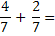 4/7 + 2/7 =